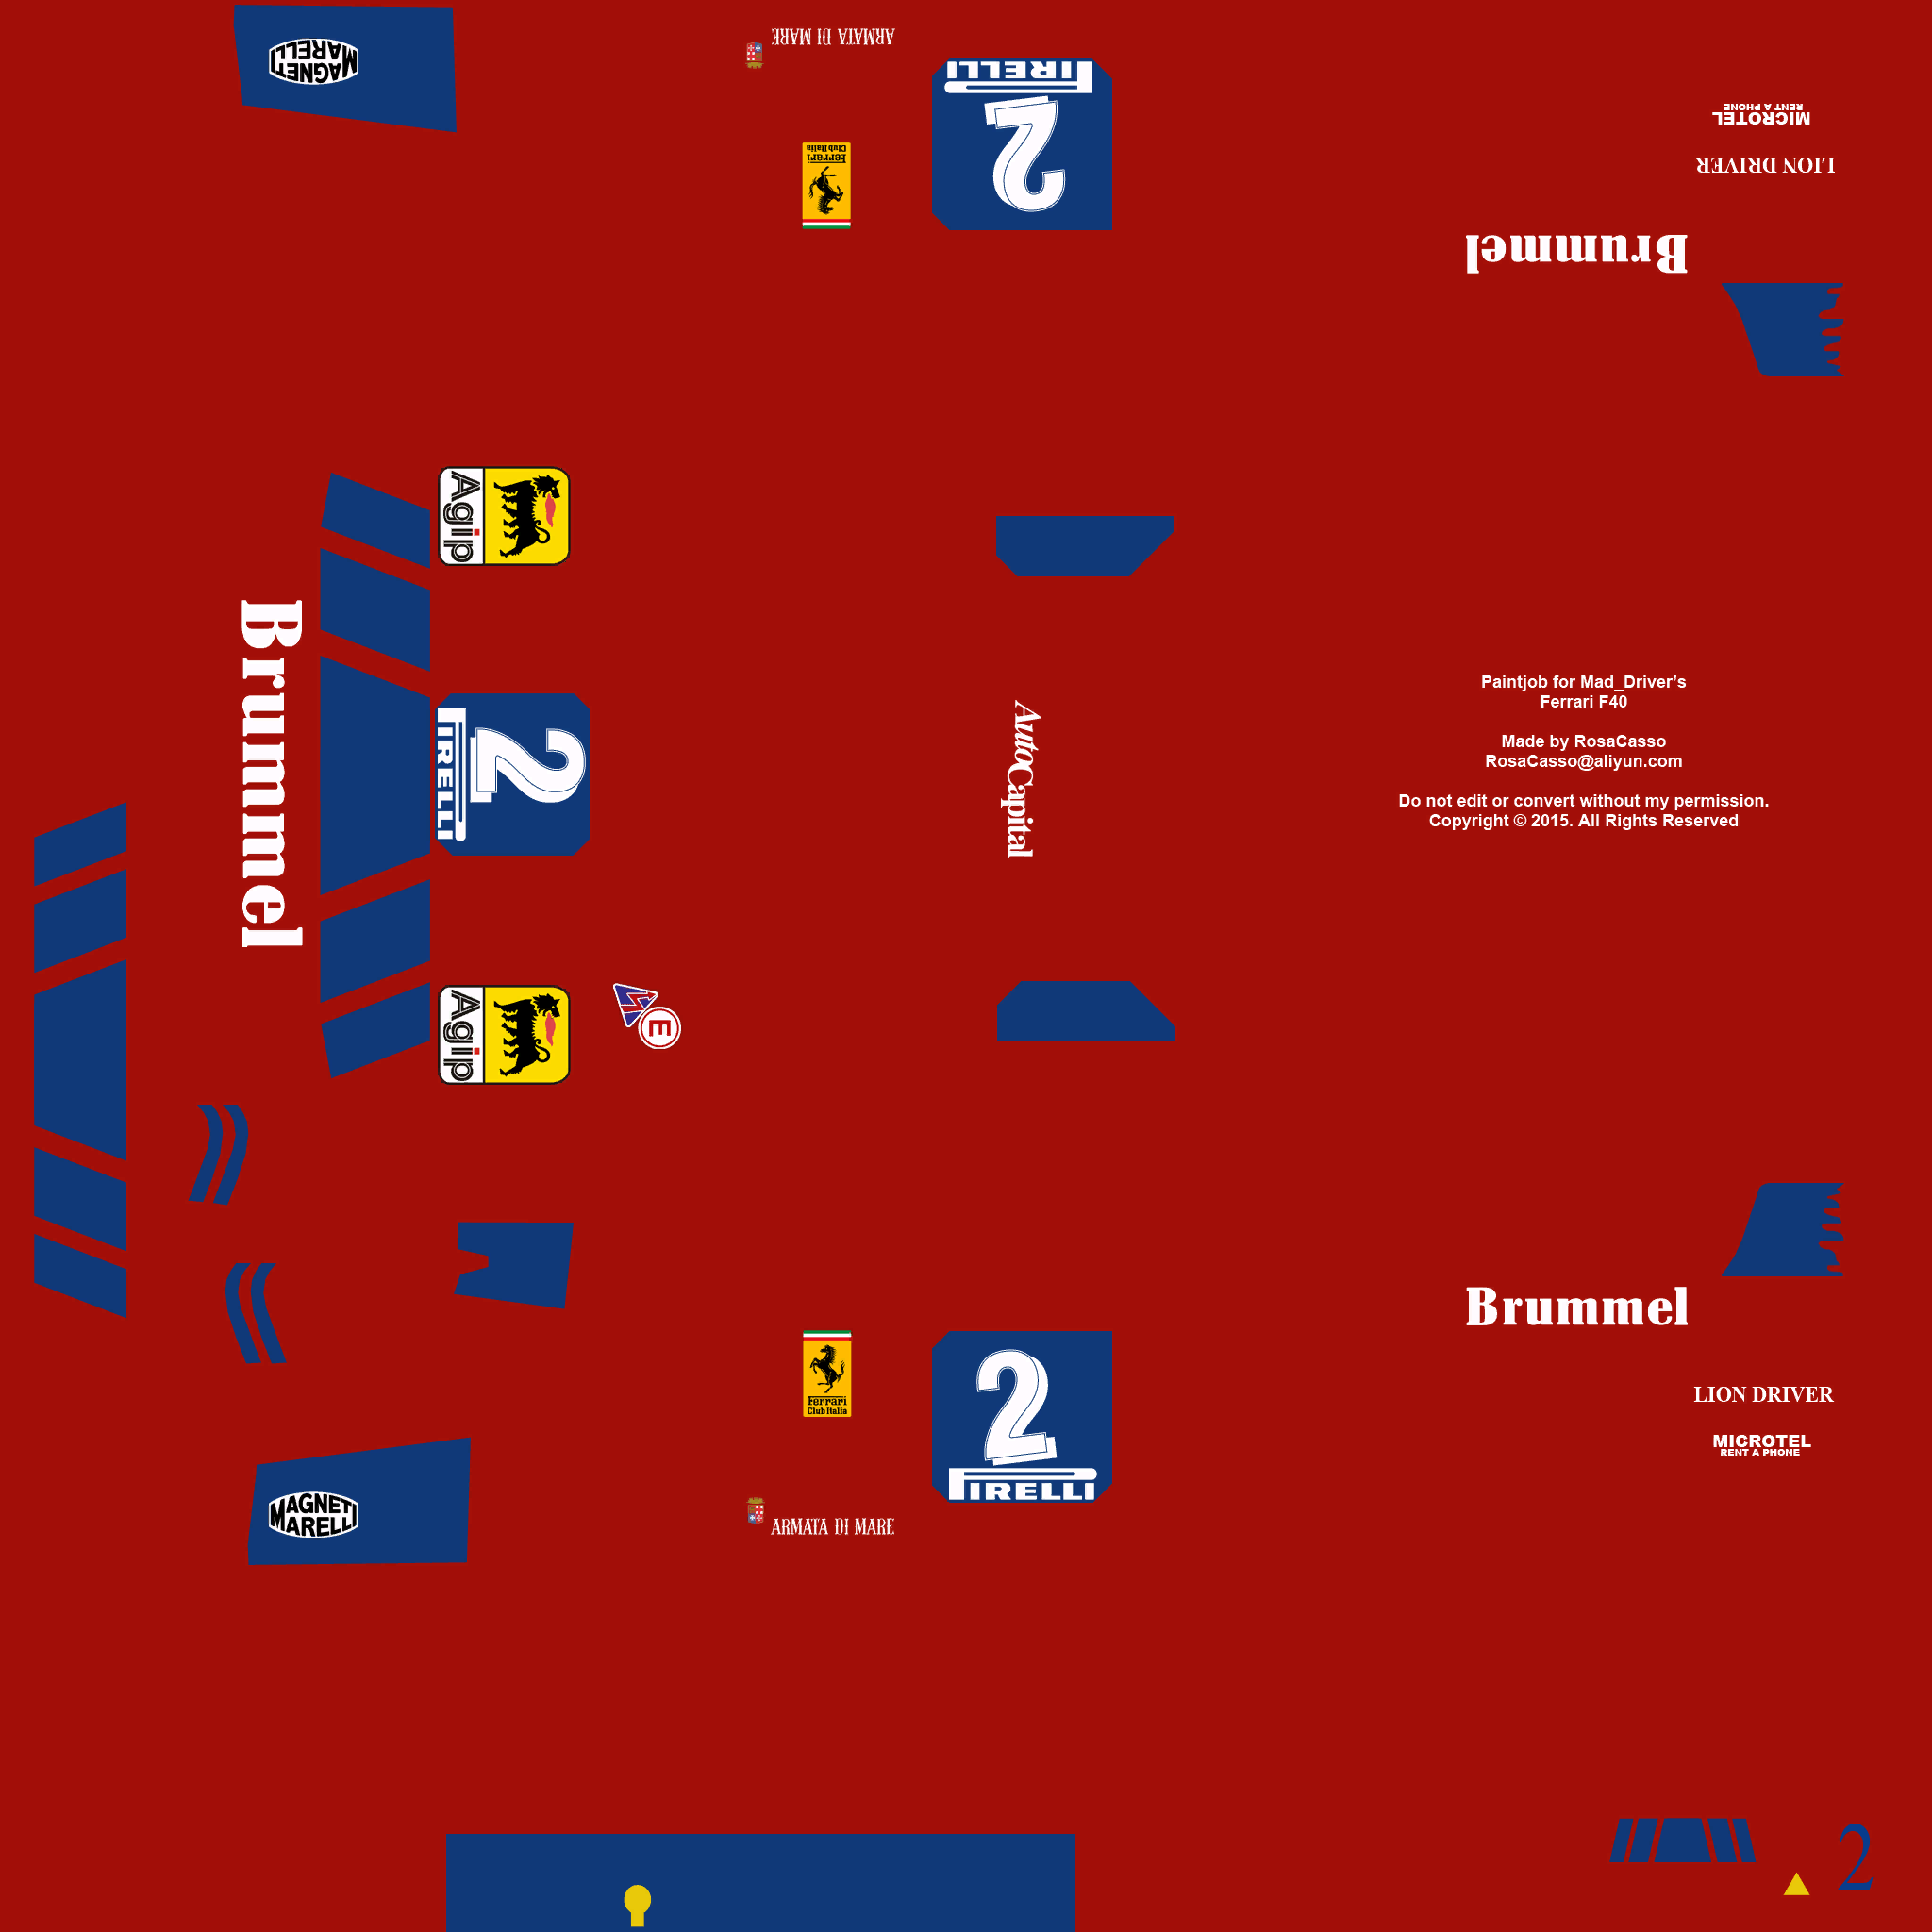 MAGNETI
MARELLI
ARMATA DI MARE
PIRELLI
2
Ferrari
Club Italia
MICROTEL
RENT A PHONE
LION DRIVER
Brummel
Agip
Brummel
2
PIRELLI
AutoCapital
Paintjob for Mad_Driver’s
Ferrari F40
Made by RosaCasso
RosaCasso@aliyun.com
Do not edit or convert without my permission.
Copyright © 2015. All Rights Reserved
Agip
E
Brummel
Ferrari
Club Italia
2
PIRELLI
LION DRIVER
MICROTEL
RENT A PHONE
MAGNETI
MARELLI
ARMATA DI MARE
2